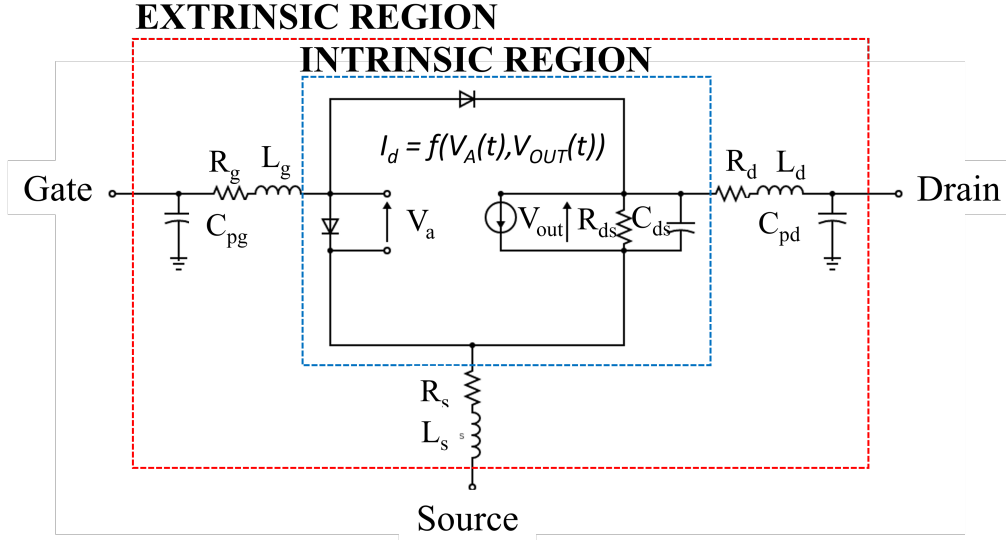 EXTRINSIC REGION
INTRINSIC REGION
I_d = f(V_A(t),V_OUT(t))
R_g L_g
R_d L_d
Gate
Drain
C_pg
V_a
V_out
R_ds
C_ds
C_pd
R_s
L_s s
Source